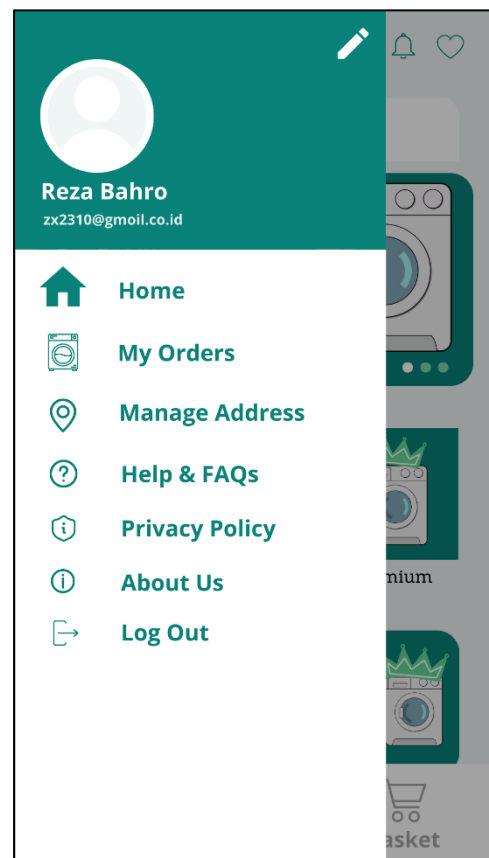 Reza Bahro
zx2310@gmoil.co.id
Home
My Orders
Manage Address
Help & FAQs
Privacy Policy
About Us
Log Out
mium
asket